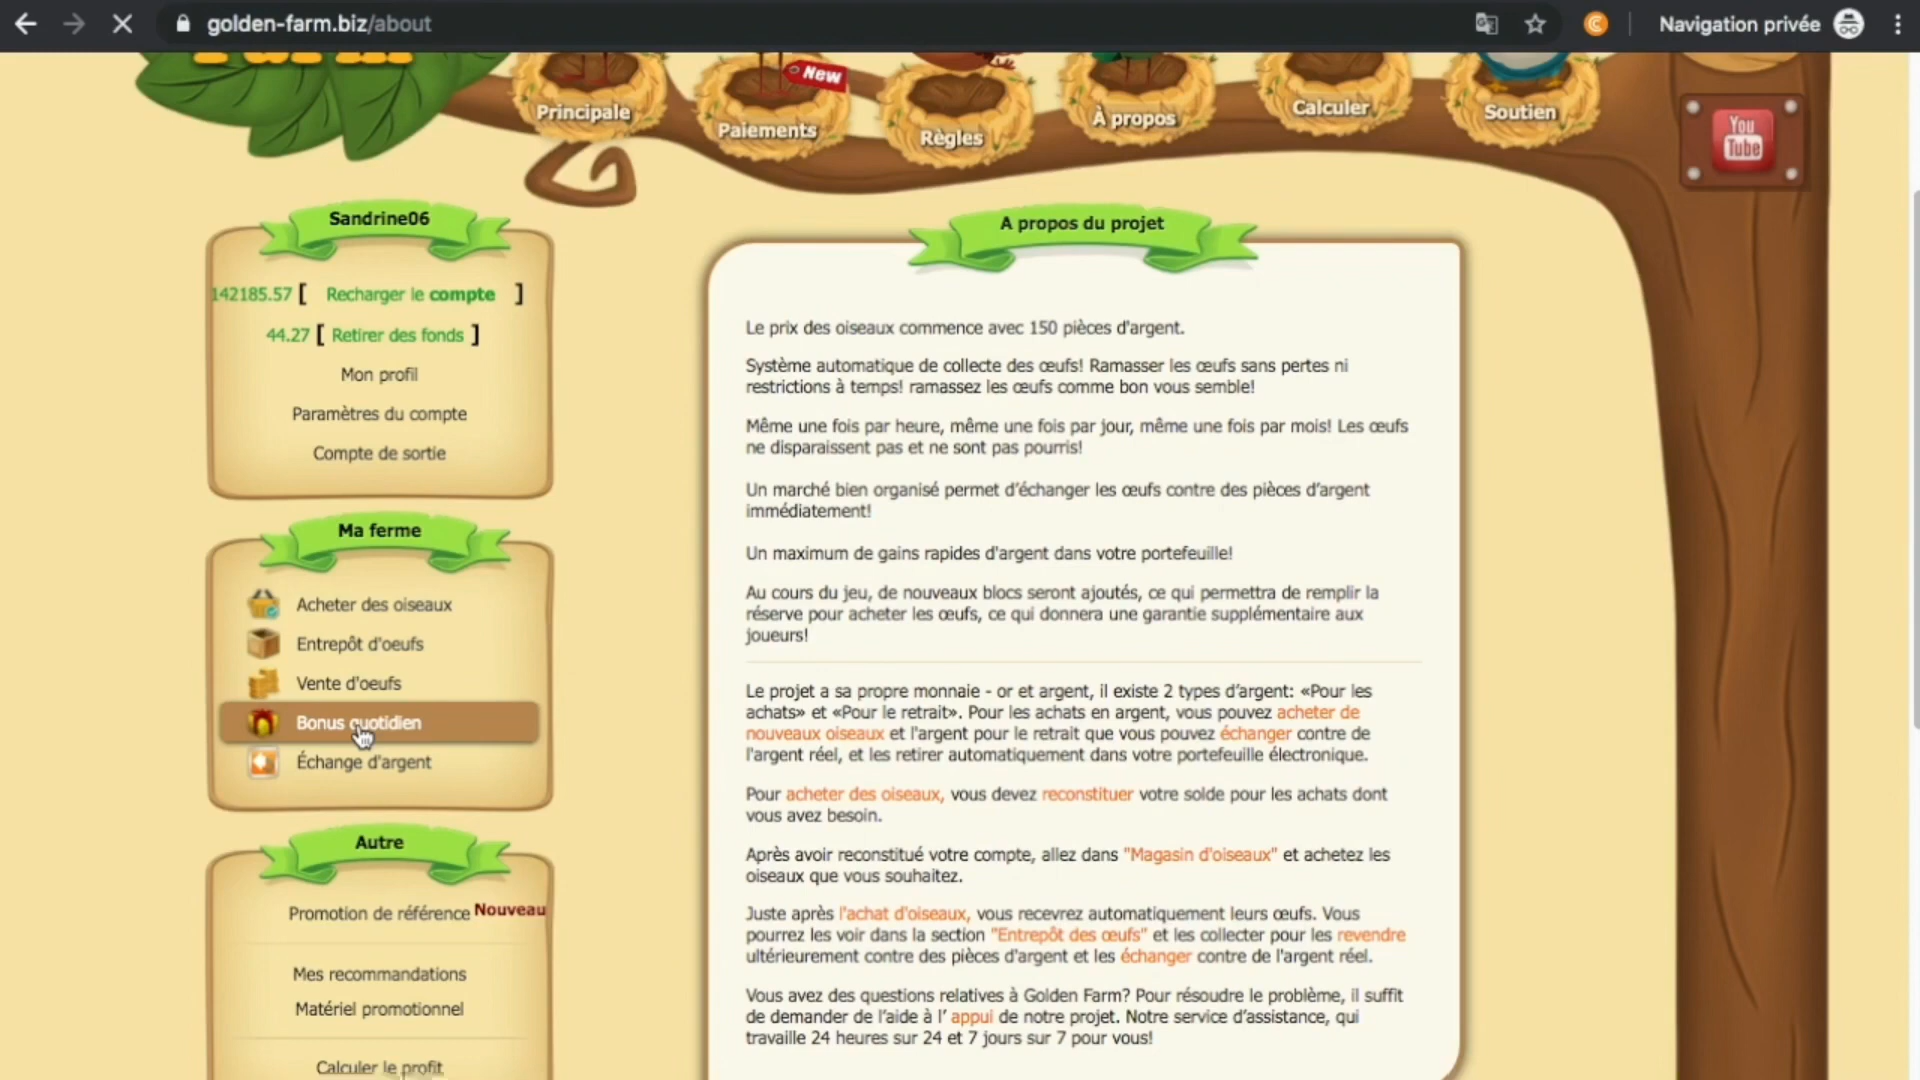 golden-farm.biz/about
Navigation privée
New
Principale
Paiements
Règles
À propos
Calculer
Soutien
You
Tube
Sandrine06
142185.57 [ Recharger le compte ]
44.27 [ Retirer des fonds ]
Mon profil
Paramètres du compte
Compte de sortie
Ma ferme
Acheter des oiseaux
Entrepôt d'oeufs
Vente d'oeufs
Bonus quotidien
Échange d'argent
Autre
Promotion de référence Nouveau
Mes recommandations
Matériel promotionnel
Calculer le profit
A propos du projet
Le prix des oiseaux commence avec 150 pièces d'argent.
Système automatique de collecte des œufs! Ramasser les œufs sans pertes ni
restrictions à temps! ramassez les œufs comme bon vous semble!
Même une fois par heure, même une fois par jour, même une fois par mois! Les œufs
ne disparaissent pas et ne sont pas pourris!
Un marché bien organisé permet d’échanger les œufs contre des pièces d’argent
immédiatement!
Un maximum de gains rapides d'argent dans votre portefeuille!
Au cours du jeu, de nouveaux blocs seront ajoutés, ce qui permettra de remplir la
réserve pour acheter les œufs, ce qui donnera une garantie supplémentaire aux
joueurs!
Le projet a sa propre monnaie - or et argent, il existe 2 types d’argent: «Pour les
achats» et «Pour le retrait». Pour les achats en argent, vous pouvez acheter de
nouveaux oiseaux et l'argent pour le retrait que vous pouvez échanger contre de
l'argent réel, et les retirer automatiquement dans votre portefeuille électronique.
Pour acheter des oiseaux, vous devez reconstituer votre solde pour les achats dont
vous avez besoin.
Après avoir reconstitué votre compte, allez dans "Magasin d'oiseaux" et achetez les
oiseaux que vous souhaitez.
Juste après l'achat d'oiseaux, vous recevrez automatiquement leurs œufs. Vous
pourrez les voir dans la section "Entrepôt des œufs" et les collecter pour les revendre
ultérieurement contre des pièces d'argent et les échanger contre de l'argent réel.
Vous avez des questions relatives à Golden Farm? Pour résoudre le problème, il suffit
de demander de l’aide à l’ appui de notre projet. Notre service d’assistance, qui
travaille 24 heures sur 24 et 7 jours sur 7 pour vous!